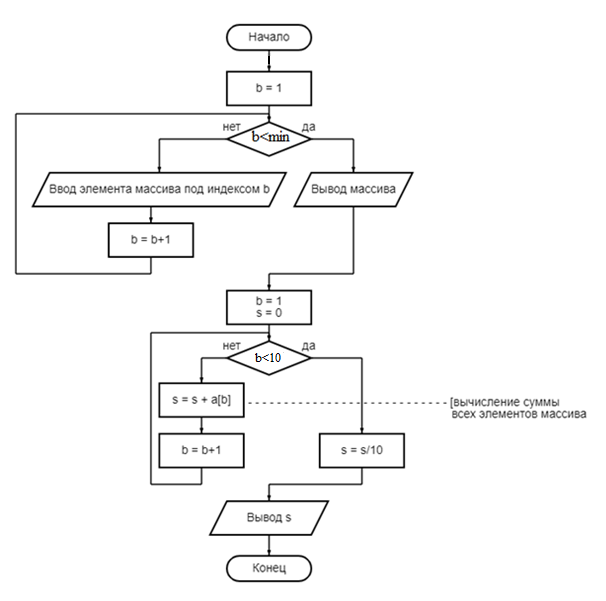 Начало
b = 1
нет
да
b<min
Ввод элемента массива под индексом b
Вывод массива
b = b+1
b = 1
s = 0
нет
да
b<10
s = s + a[b]
[вычисление суммы
всех элементов массива
b = b+1
s = s/10
Вывод s
Конец